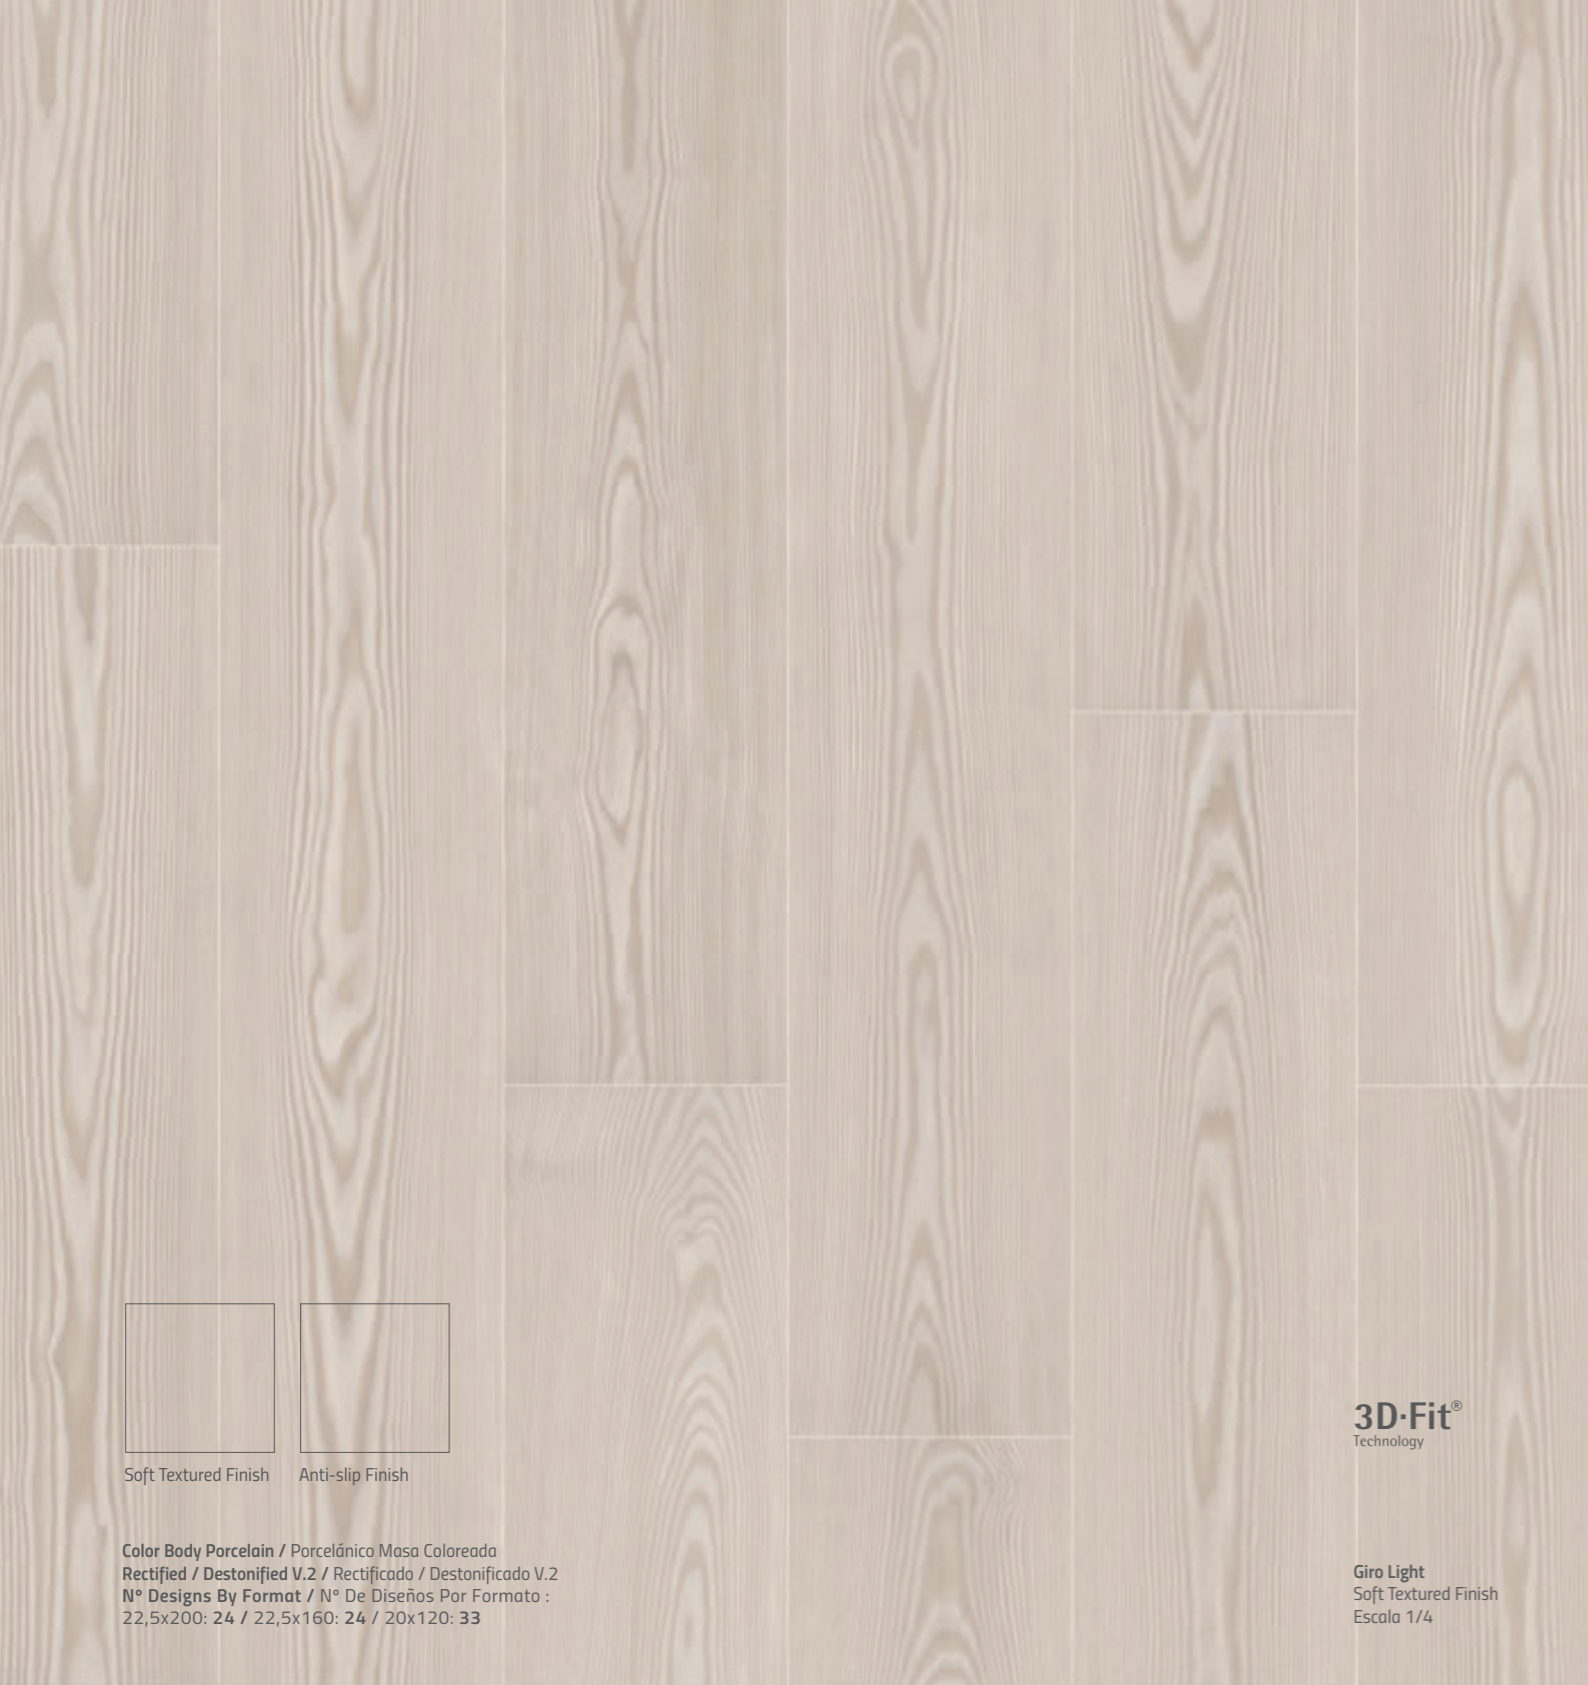 Soft Textured Finish
Anti-slip Finish
3D·Fit®
Technology
Color Body Porcelain / Porcelánico Masa Coloreada
Rectified / Destonified V.2 / Rectificado / Destonificado V.2
Nº Designs By Format / Nº De Diseños Por Formato :
22,5x200: 24 / 22,5x160: 24 / 20x120: 33
Giro Light
Soft Textured Finish
Escala 1/4